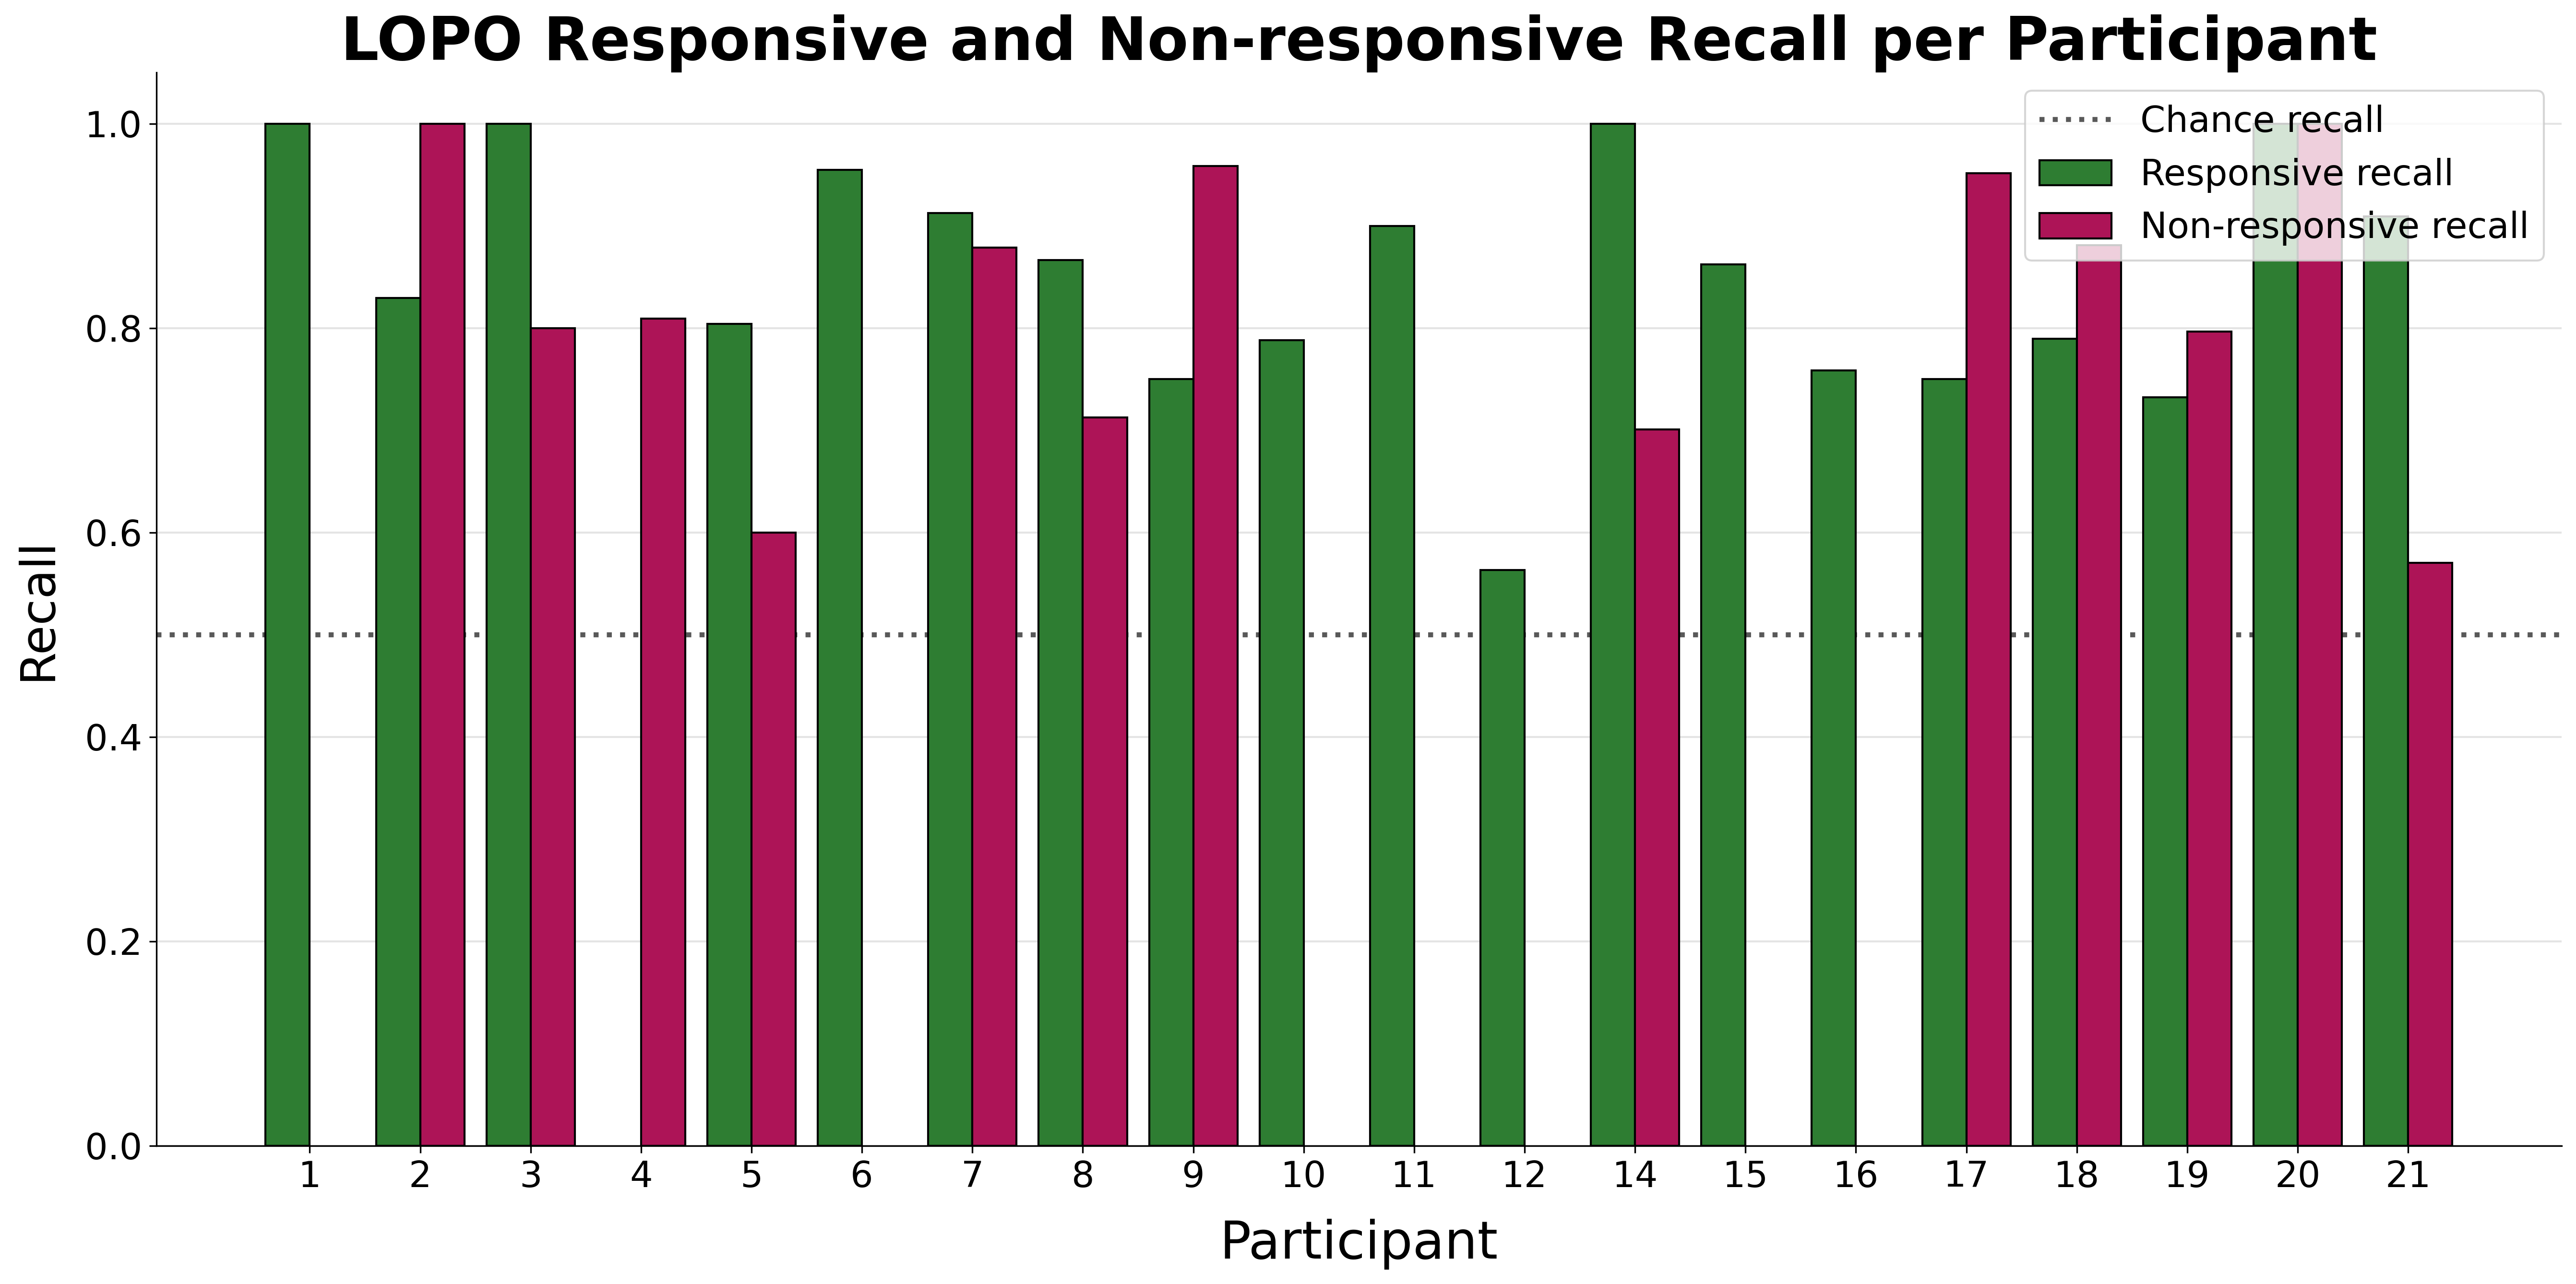 LOPO Responsive and Non-responsive Recall per Participant
Chance recall
Responsive recall
Non-responsive recall
1.0
0.8
0.6
0.4
0.2
0.0
Recall
1 2 3 4 5 6 7 8 9 10 11 12 14 15 16 17 18 19 20 21
Participant